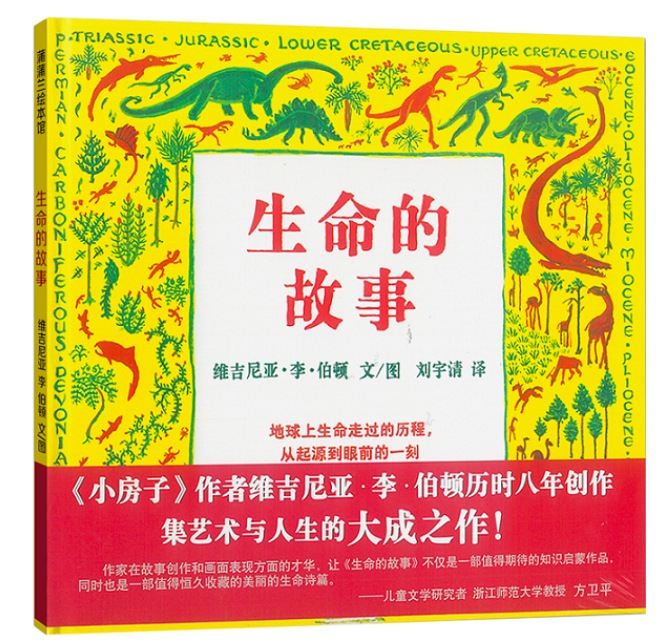 蒲蒲兰绘本馆
生命的故事
维吉尼亚 李 伯顿 文/图
PERMIAN · CARBONIFEROUS · DEVONIA
TRIASSIC · JURASSIC · LOWER CRETACEOUS · UPPER CRETACEOUS ·
EOCENE · OLIGOCENE · MIOCENE · PLIOCENE ·
生命的
故事
维吉尼亚·李·伯顿 文/图 刘宇清 译
地球上生命走过的历程，
从起源到眼前的一刻
《小房子》作者维吉尼亚·李·伯顿历时八年创作
集艺术与人生的大成之作！
作家在故事创作和画面表现方面的才华，让《生命的故事》不仅是一部值得期待的知识启蒙作品，
同时也是一部值得恒久收藏的美丽的生命诗篇。
——儿童文学研究者 浙江师范大学教授 方卫平